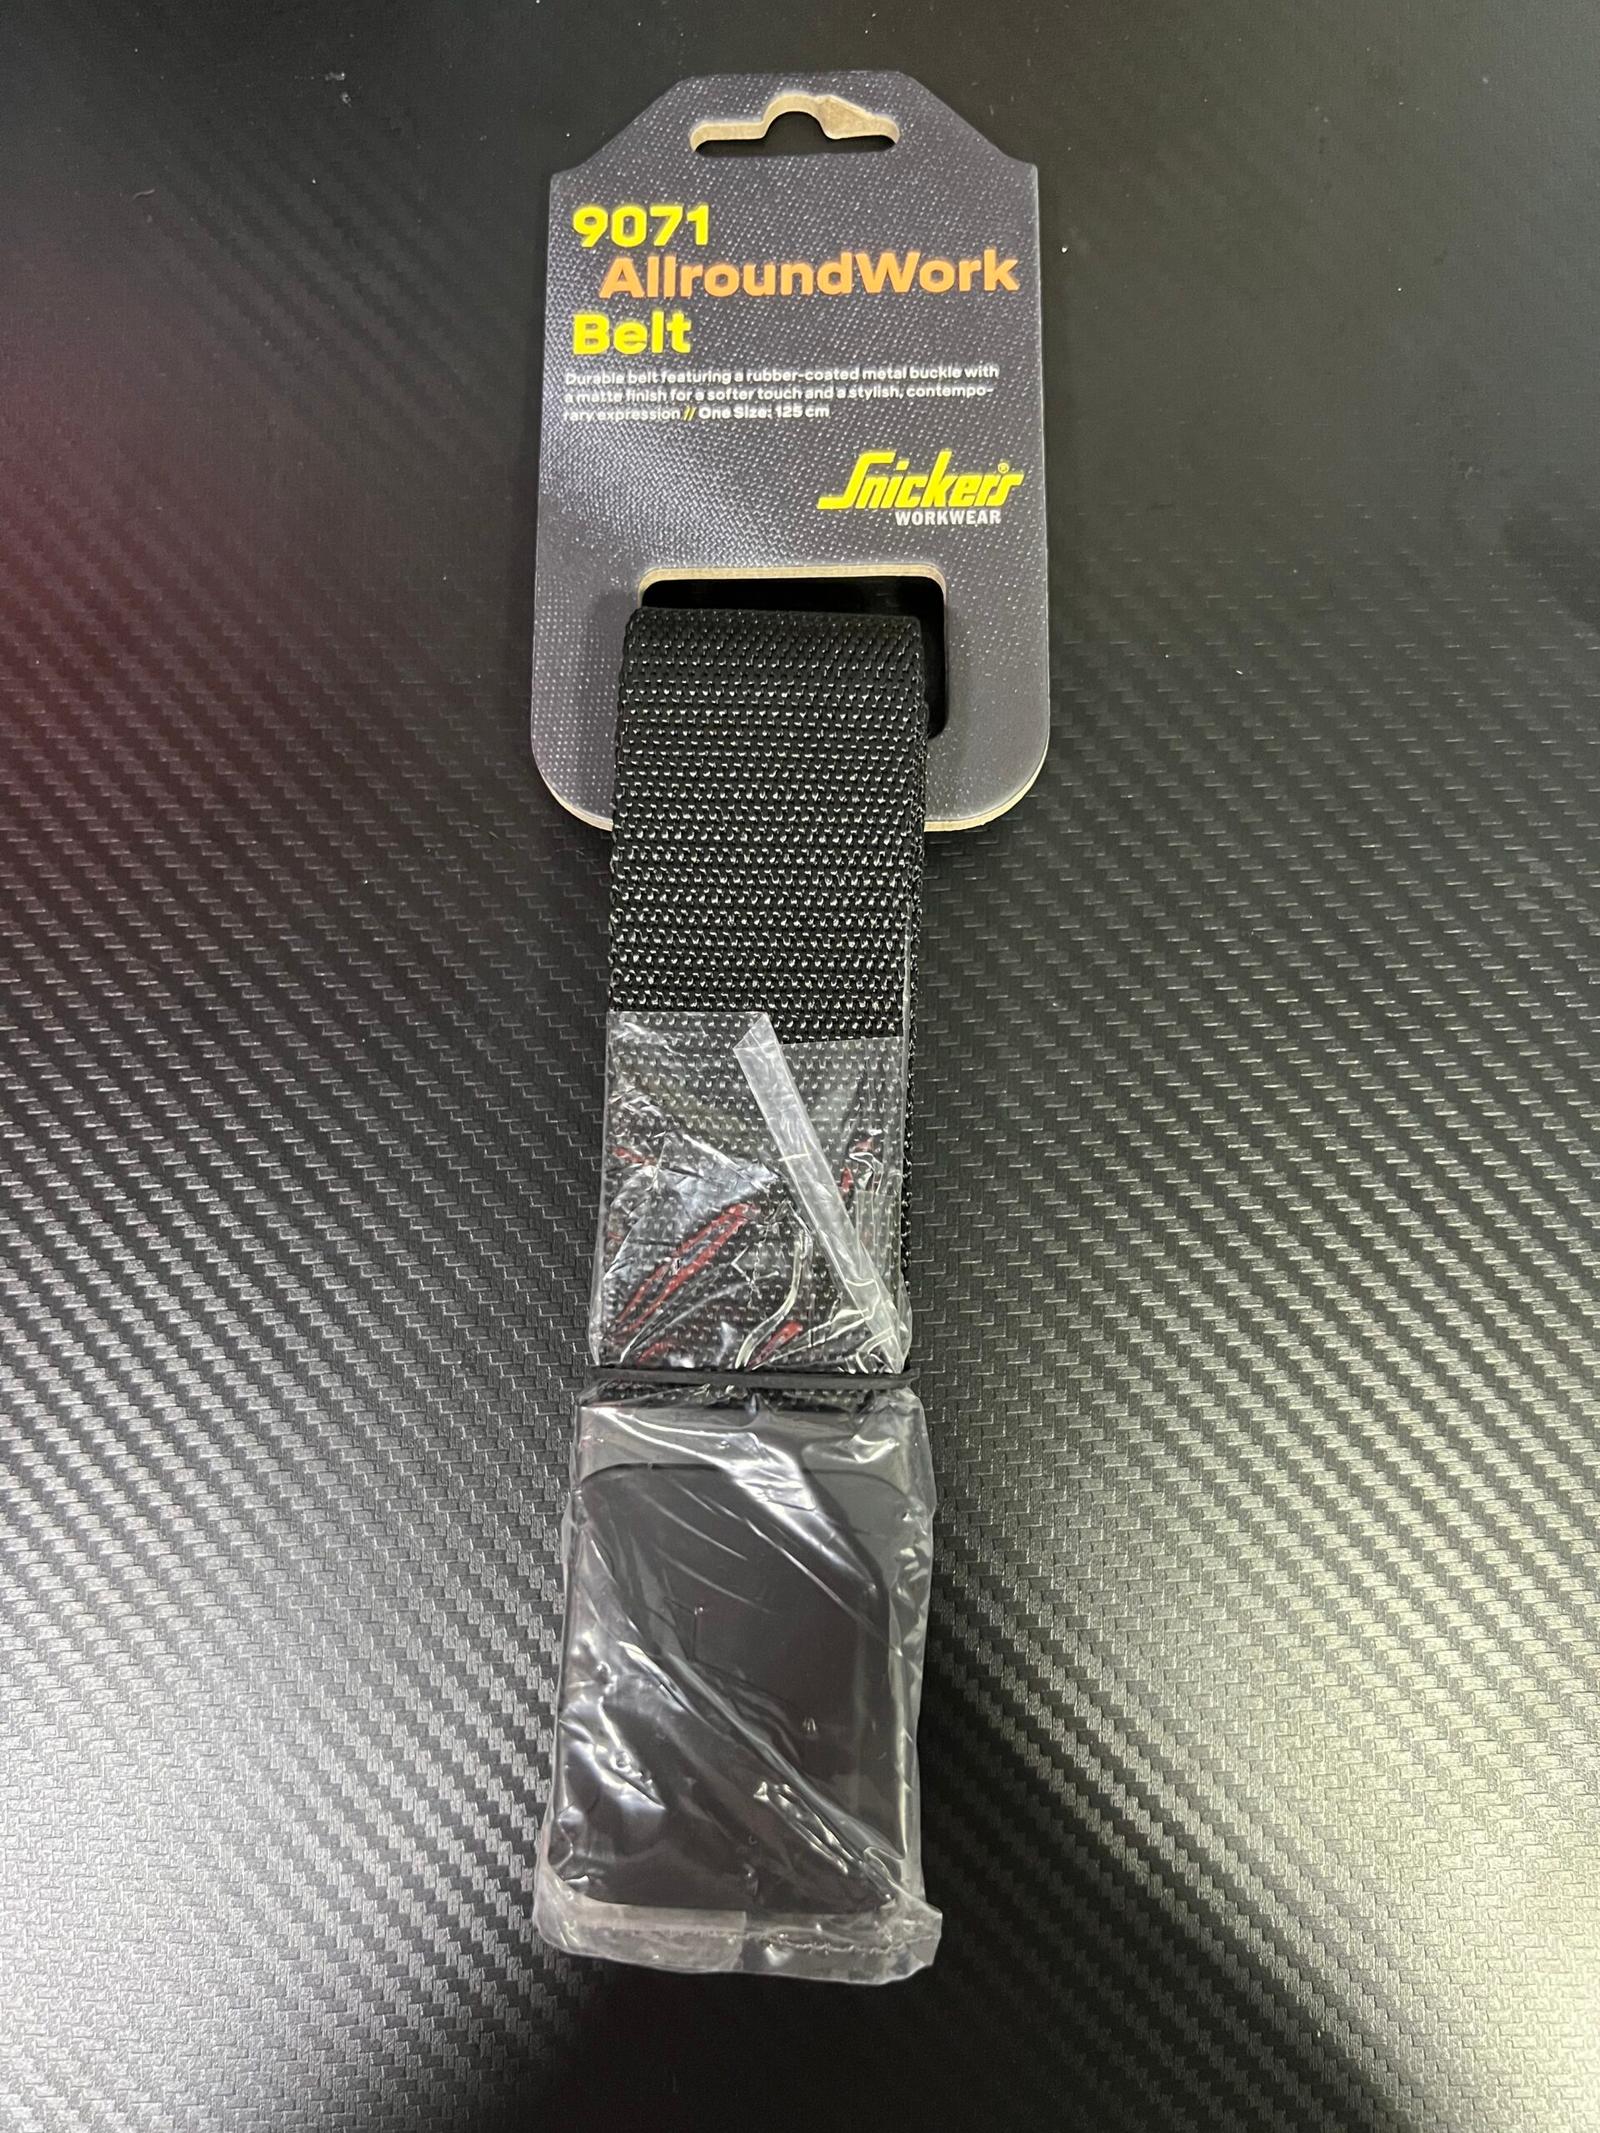 9071
AllroundWork
Belt
Durable belt featuring a rubber-coated metal buckle with
a matte finish for a softer touch and a stylish, contempo-
rary expression // One Size: 125 cm
Snickers®
WORKWEAR